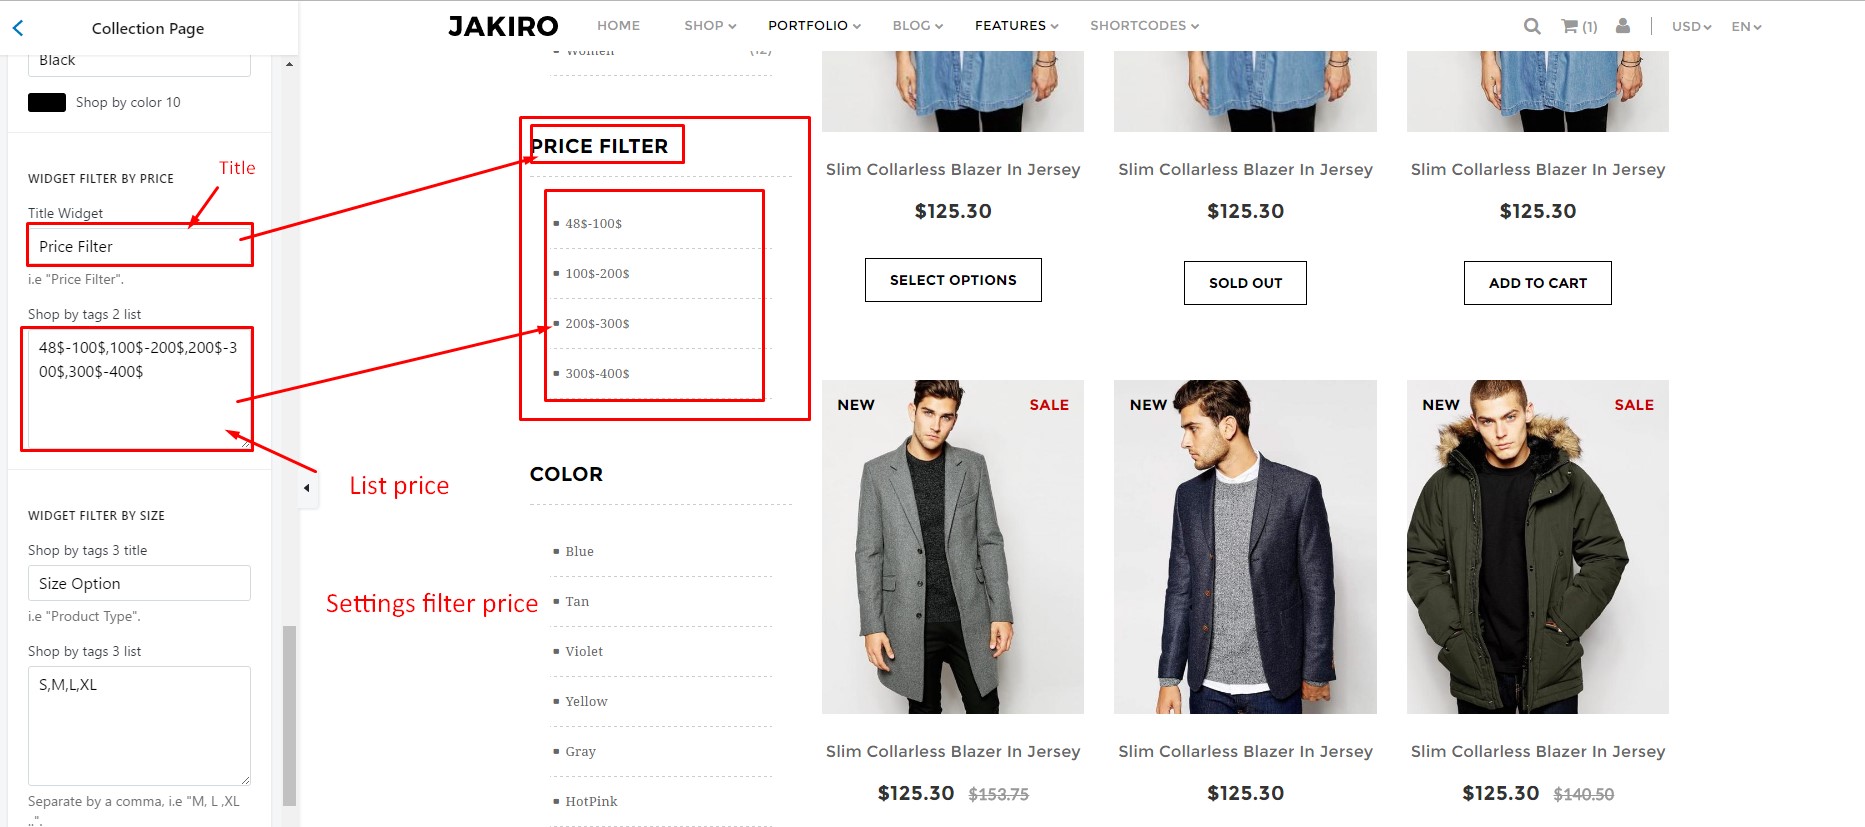 Collection Page
JAKIRO
HOME
SHOP
PORTFOLIO
BLOG
FEATURES
SHORTCODES
(1)
USD
EN
Black
Shop by color 10
WIDGET FILTER BY PRICE
Title
Title Widget
Price Filter
i.e "Price Filter".
Shop by tags 2 list
48$-100$,100$-200$,200$-3
00$,300$-400$
List price
WIDGET FILTER BY SIZE
Shop by tags 3 title
Size Option
i.e "Product Type".
Shop by tags 3 list
S,M,L,XL
Separate by a comma, i.e "M, L ,XL
..".
Settings filter price
Women
(12)
PRICE FILTER
48$-100$
100$-200$
200$-300$
300$-400$
COLOR
Blue
Tan
Violet
Yellow
Gray
HotPink
Slim Collarless Blazer In Jersey
$125.30
SELECT OPTIONS
Slim Collarless Blazer In Jersey
$125.30
SOLD OUT
Slim Collarless Blazer In Jersey
$125.30
ADD TO CART
NEW
SALE
Slim Collarless Blazer In Jersey
$125.30 $153.75
NEW
Slim Collarless Blazer In Jersey
$125.30
NEW
SALE
Slim Collarless Blazer In Jersey
$125.30 $140.50